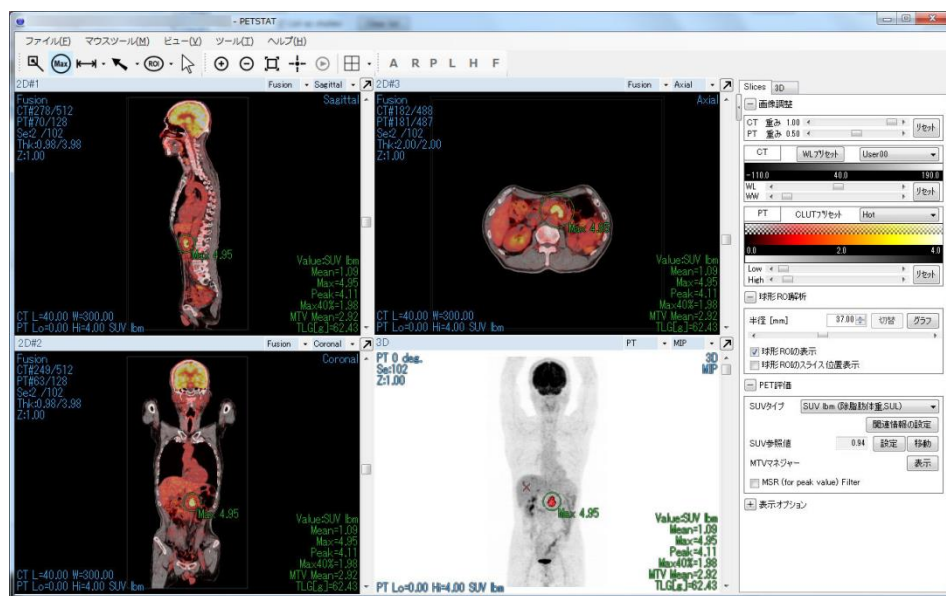 - PETSTAT
ファイル(F) マウスツール(M) ビュー(V) ツール(T) ヘルプ(H)
Max ROI A R P L H F
2D#1 Fusion Sagittal
Fusion
CT#278/512
PT#70/128
Se:2 /102
Thk:0.98/3.98
Z:1.00
Sagittal
Max 4.95
Value:SUV lbm
Mean=1.09
Max=4.95
Peak=4.11
Max40%=1.98
MTV Mean=2.92
TLG[g]=62.43
CT L=40.00 W=300.00
PT Lo=0.00 Hi=4.00 SUV lbm
2D#3 Fusion Axial
Fusion
CT#182/488
PT#181/487
Se:2 /102
Thk:2.00/2.00
Z:1.00
Axial
Max 4.95
Value:SUV lbm
Mean=1.09
Max=4.95
Peak=4.11
Max40%=1.98
MTV Mean=2.92
TLG[g]=62.43
CT L=40.00 W=300.00
PT Lo=0.00 Hi=4.00 SUV lbm
2D#2 Fusion Coronal
Fusion
CT#249/512
PT#63/128
Se:2 /102
Thk:0.98/3.98
Z:1.00
Coronal
Max 4.95
Value:SUV lbm
Mean=1.09
Max=4.95
Peak=4.11
Max40%=1.98
MTV Mean=2.92
TLG[g]=62.43
CT L=40.00 W=300.00
PT Lo=0.00 Hi=4.00 SUV lbm
3D PT MIP
PT 0 deg.
Se:102
Z:1.00
3D
MIP
Max 4.95
Value:SUV lbm
Mean=1.09
Max=4.95
Peak=4.11
Max40%=1.98
MTV Mean=2.92
TLG[g]=62.43
PT Lo=0.00 Hi=4.00 SUV lbm
Slices 3D
画像調整
CT 重み 1.00
PT 重み 0.50
リセット
CT WLプリセット User00
-110.0 40.0 190.0
WL
WW
リセット
PT CLUTプリセット Hot
0.0 2.0 4.0
Low
High
リセット
球形ROI解析
半径 [mm] 37.00 切替 グラフ
球形ROIの表示
球形ROIのスライス位置表示
PET評価
SUVタイプ SUV lbm (除脂肪体重,SUL)
関連情報の設定
SUV参照値 0.94 設定 移動
MTVマネジャー 表示
MSR (for peak value) Filter
表示オプション